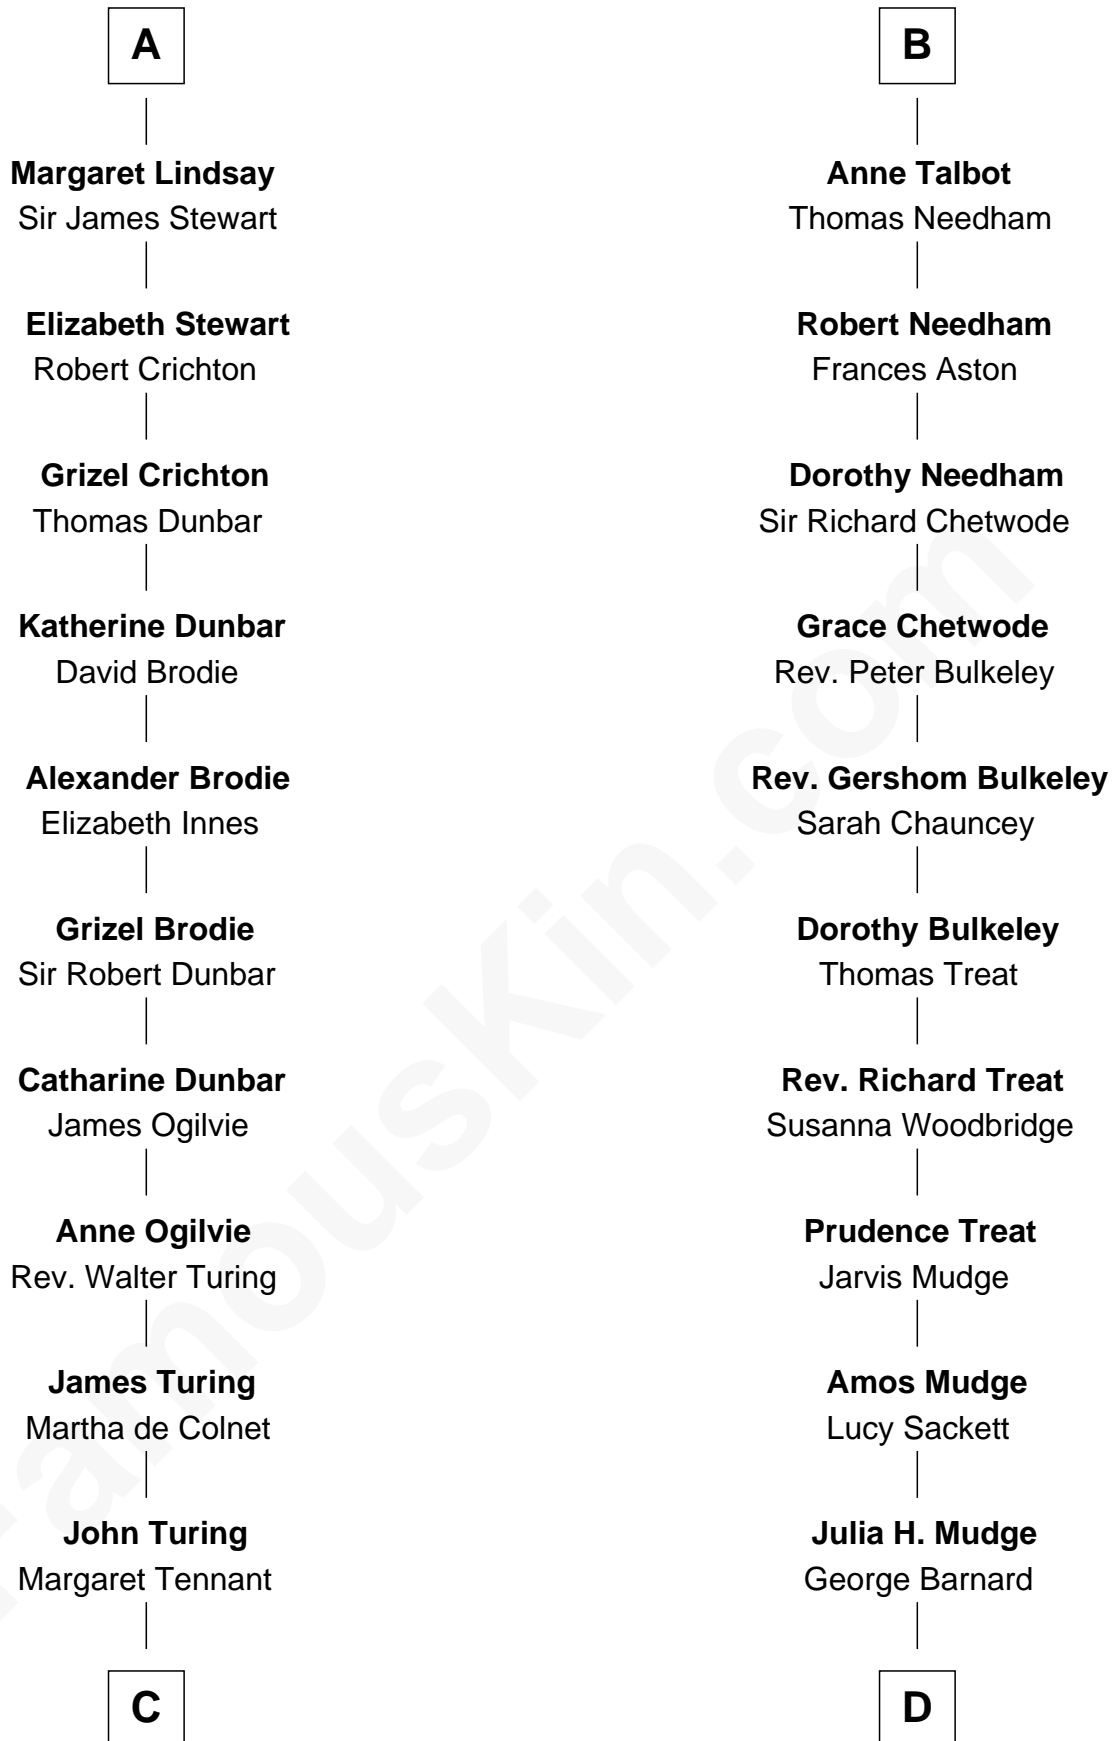 A
Margaret Lindsay
Sir James Stewart
Elizabeth Stewart
Robert Crichton
Grizel Crichton
Thomas Dunbar
Katherine Dunbar
David Brodie
Alexander Brodie
Elizabeth Innes
Grizel Brodie
Sir Robert Dunbar
Catharine Dunbar
James Ogilvie
Anne Ogilvie
Rev. Walter Turing
James Turing
Martha de Colnet
John Turing
Margaret Tennant
C
B
Anne Talbot
Thomas Needham
Robert Needham
Frances Aston
Dorothy Needham
Sir Richard Chetwode
Grace Chetwode
Rev. Peter Bulkeley
Rev. Gershom Bulkeley
Sarah Chauncey
Dorothy Bulkeley
Thomas Treat
Rev. Richard Treat
Susanna Woodbridge
Prudence Treat
Jarvis Mudge
Amos Mudge
Lucy Sackett
Julia H. Mudge
George Barnard
D
FamousKin.com